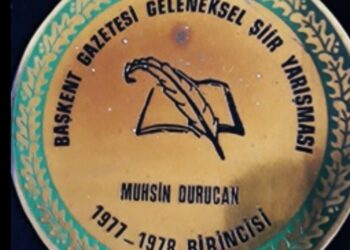 BAŞKENT GAZETESİ GELENEKSEL ŞİİR YARIŞMASI
MUHSİN DURUCAN
1977-1978 BİRİNCİSİ